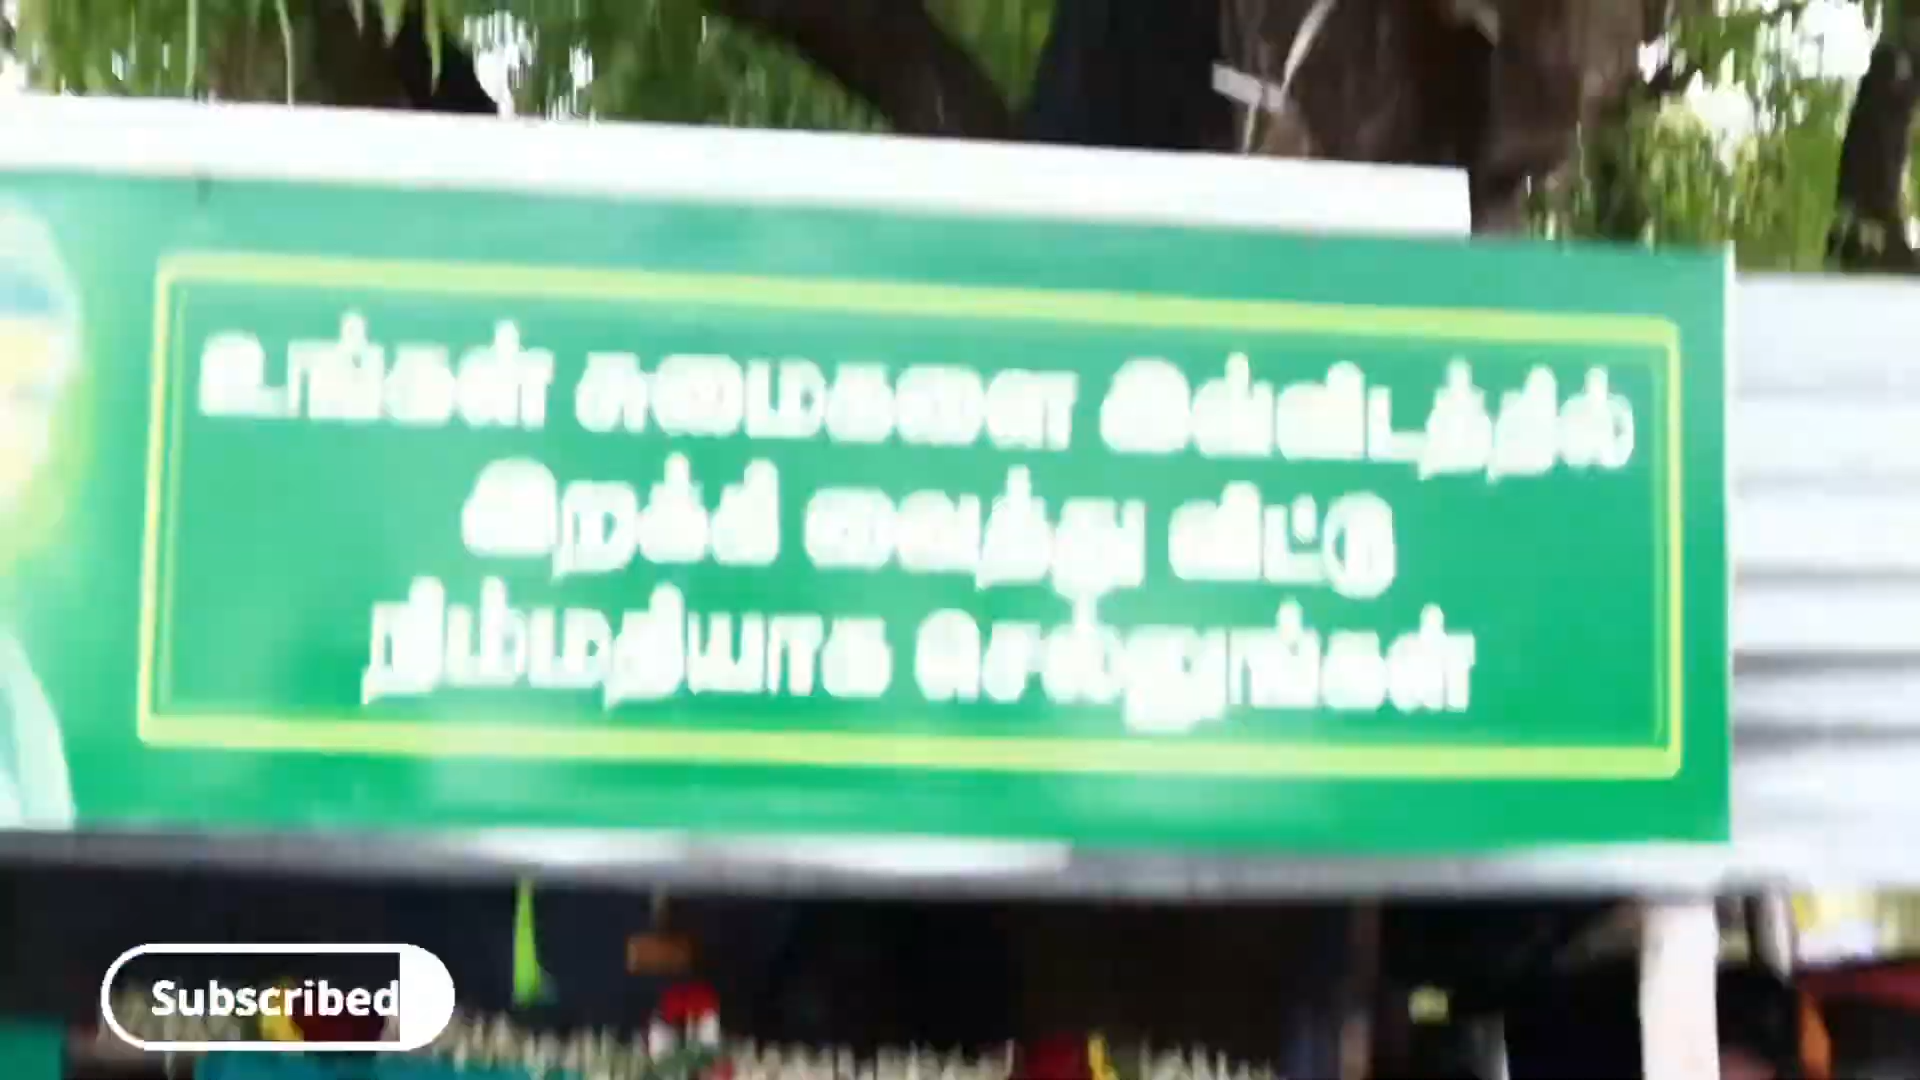 உங்கள் சுமைகளை இவ்விடத்தில்
இறக்கி வைத்து விட்டு
நிம்மதியாக செல்லுங்கள்
Subscribed